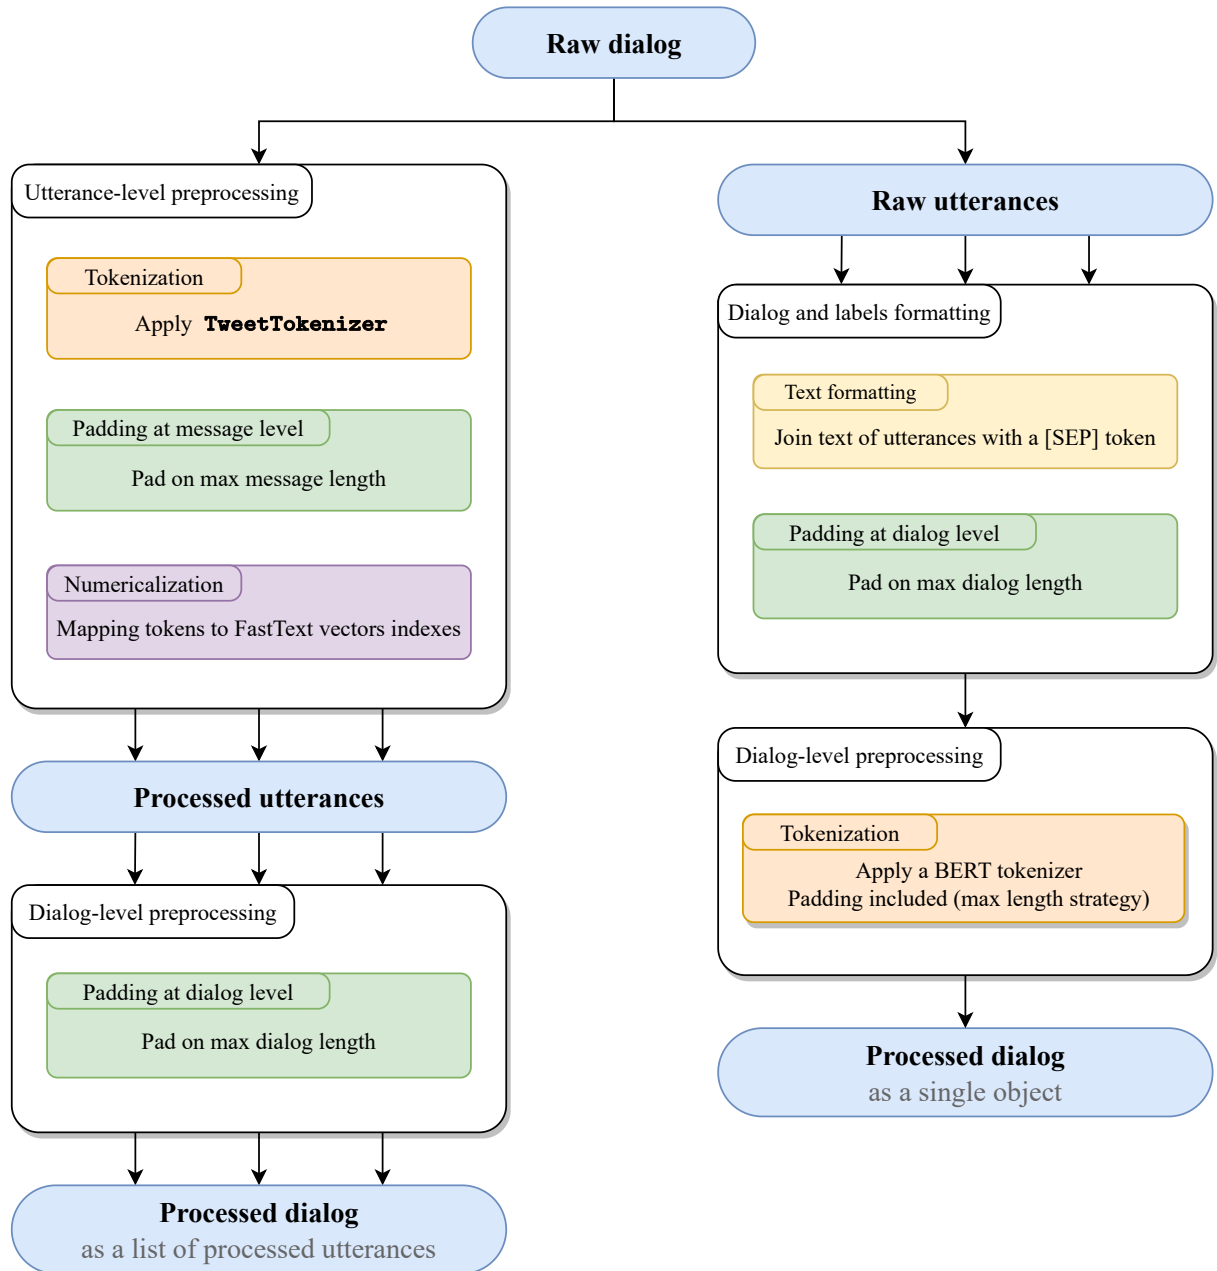 Raw dialog
Utterance-level preprocessing
Tokenization
Apply TweetTokenizer
Padding at message level
Pad on max message length
Numericalization
Mapping tokens to FastText vectors indexes
Processed utterances
Dialog-level preprocessing
Padding at dialog level
Pad on max dialog length
Processed dialog
as a list of processed utterances
Raw utterances
Dialog and labels formatting
Text formatting
Join text of utterances with a [SEP] token
Padding at dialog level
Pad on max dialog length
Dialog-level preprocessing
Tokenization
Apply a BERT tokenizer
Padding included (max length strategy)
Processed dialog
as a single object